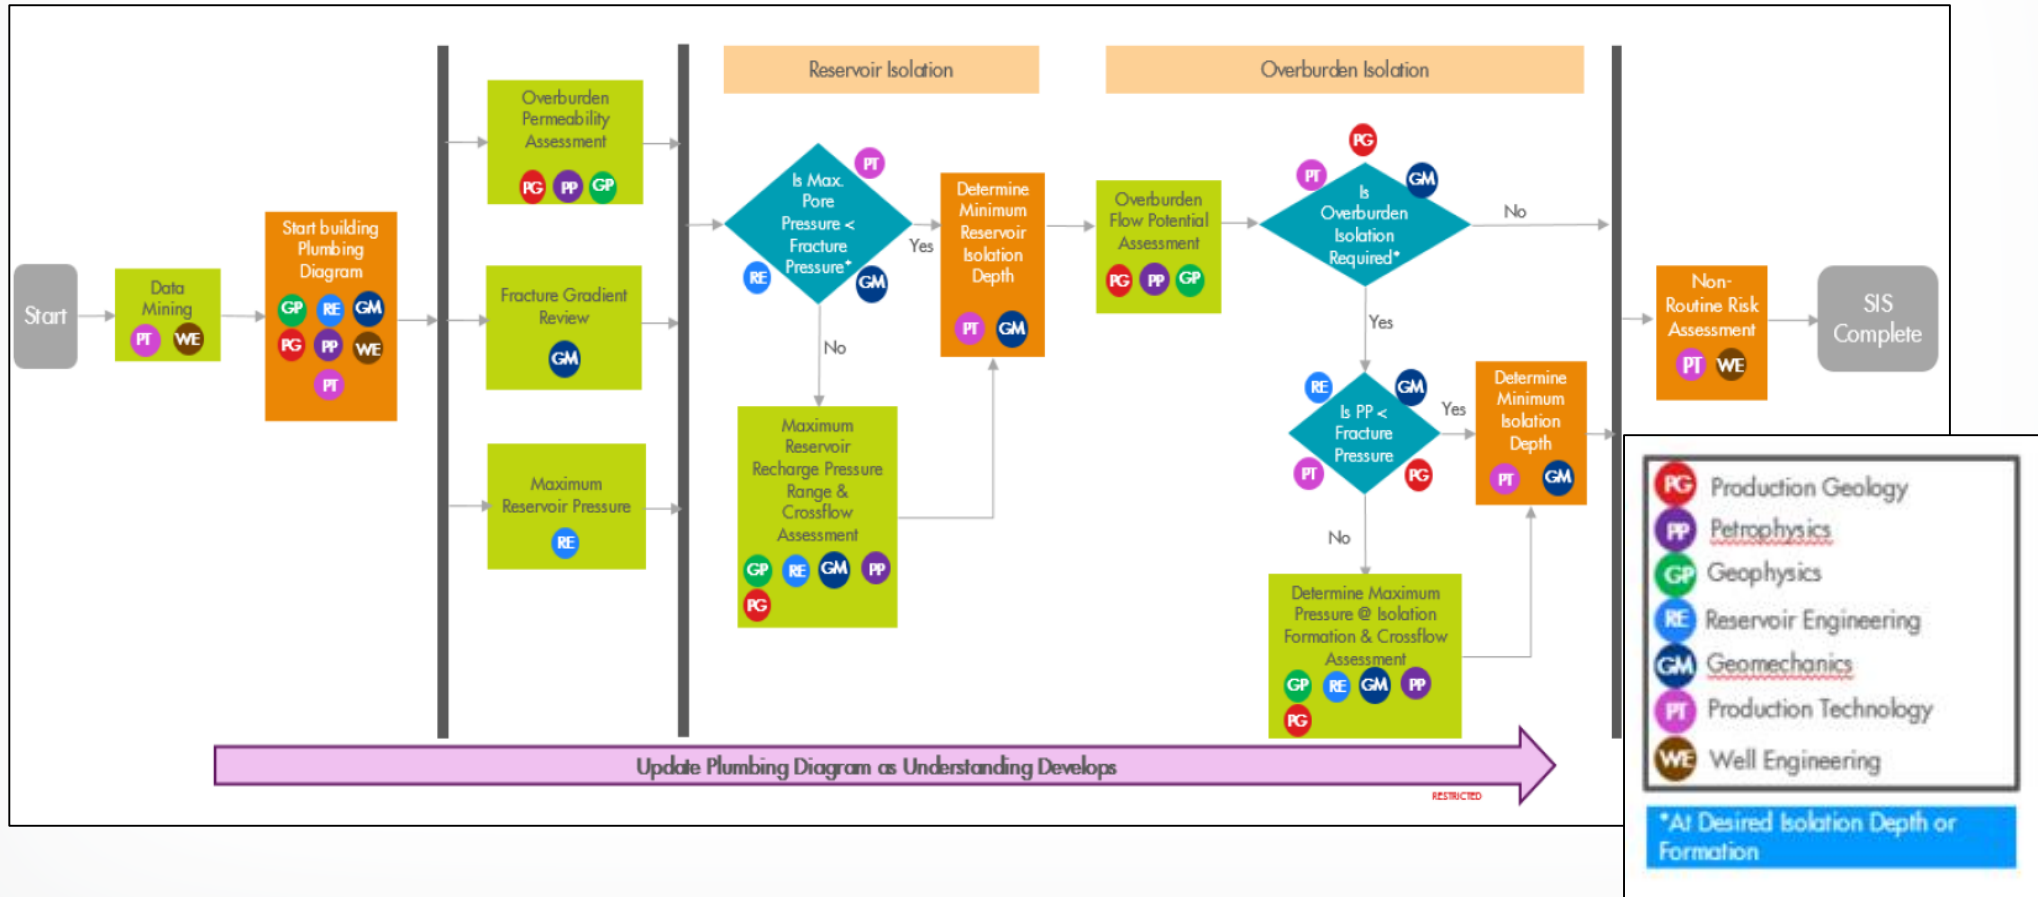 Start
Data
Mining
PT WE
Start building
Plumbing
Diagram
GP RE GM
PG PP WE
PT
Overburden
Permeability
Assessment
PG PP GP
Fracture Gradient
Review
GM
Maximum
Reservoir Pressure
RE
Reservoir Isolation
PT
Is Max.
Pore
Pressure <
Fracture
Pressure*
RE GM
Yes
No
Maximum
Reservoir
Recharge Pressure
Range &
Crossflow
Assessment
GP RE GM PP
PG
Determine
Minimum
Reservoir
Isolation
Depth
PT GM
Overburden Isolation
Overburden
Flow Potential
Assessment
PG PP GP
PG
PT GM
Is
Overburden
Isolation
Required*
No
Yes
RE GM
Is PP <
Fracture
Pressure
PT PG
Yes
No
Determine
Minimum
Isolation
Depth
PT GM
Determine Maximum
Pressure @ Isolation
Formation & Crossflow
Assessment
GP RE GM PP
PG
Non-
Routine Risk
Assessment
PT WE
SIS
Complete
Update Plumbing Diagram as Understanding Develops
RESTRICTED
PG Production Geology
PP Petrophysics
GP Geophysics
RE Reservoir Engineering
GM Geomechanics
PT Production Technology
WE Well Engineering
*At Desired Isolation Depth or
Formation